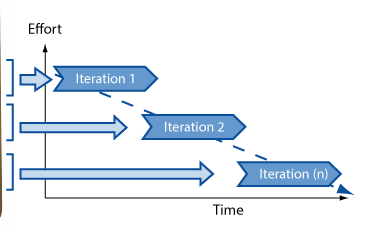 Effort
Iteration 1
Iteration 2
Iteration (n)
Time